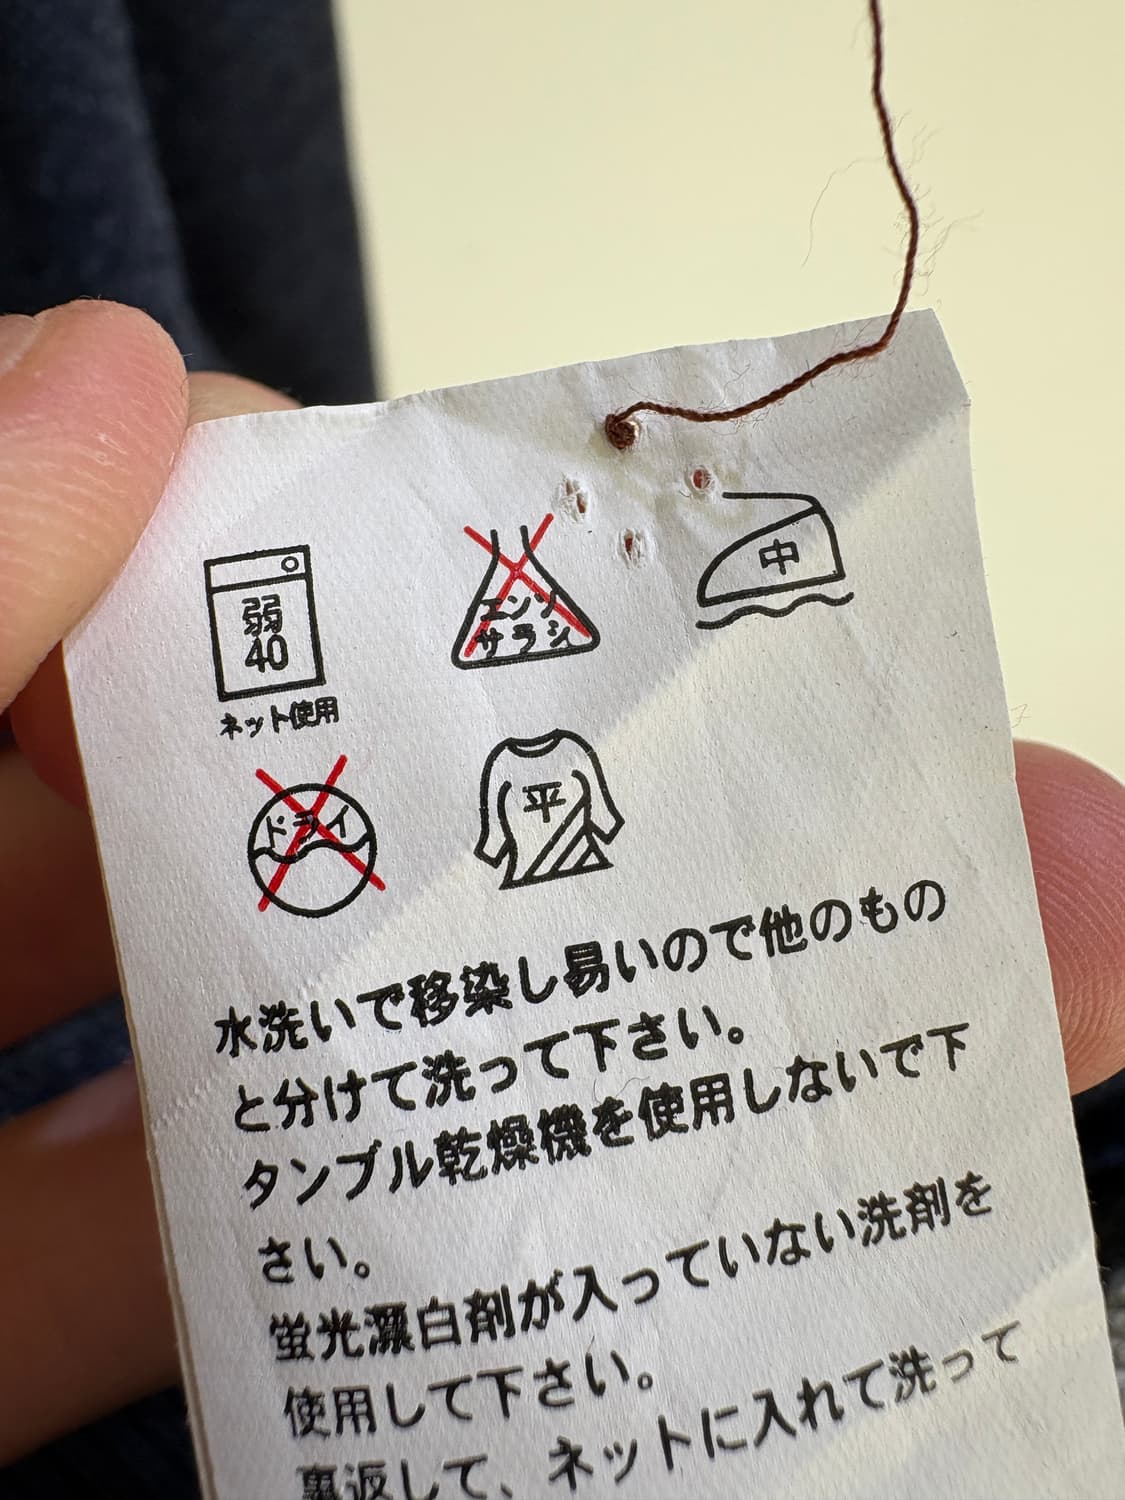 弱
40
ネット使用
エンソ
サラシ
中
ドライ
平
水洗いで移染し易いので他のもの
と分けて洗って下さい。
タンブル乾燥機を使用しないで下
さい。
蛍光漂白剤が入っていない洗剤を
使用して下さい。
裏返して、ネットに入れて洗って